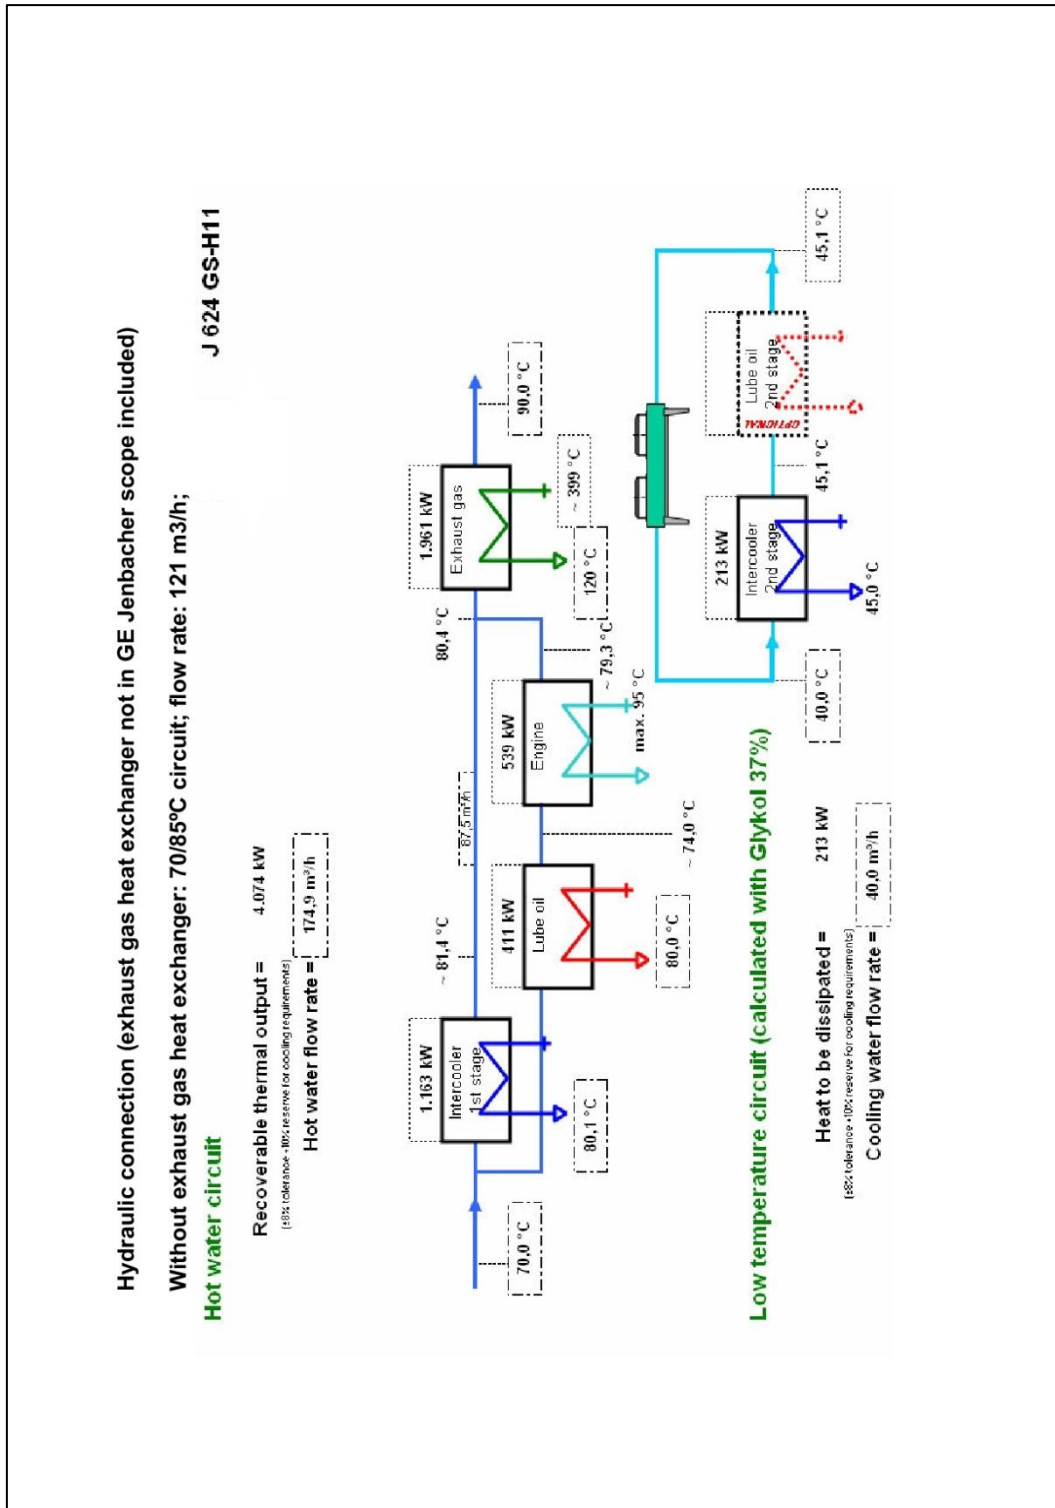 Hydraulic connection (exhaust gas heat exchanger not in GE Jenbacher scope included)
Without exhaust gas heat exchanger: 70/85ºC circuit; flow rate: 121 m3/h;
Hot water circuit
J 624 GS-H11
Recoverable thermal output =
4.074 kW
(±8% tolerance +10% reserve for cooling requirements)
Hot water flow rate =
174,9 m³/h
1.163 kW
Intercooler
1st stage
~ 81,4 °C
87,5 m³/h
80,4 °C
1.961 kW
Exhaust gas
90,0 °C
70,0 °C
80,1 °C
411 kW
Lube oil
80,0 °C
~ 74,0 °C
539 kW
Engine
max. 95 °C
~ 79,3 °C
120 °C
~ 399 °C
Low temperature circuit (calculated with Glykol 37%)
Heat to be dissipated =
213 kW
(±8% tolerance +10% reserve for cooling requirements)
Cooling water flow rate =
40,0 m³/h
40,0 °C
213 kW
Intercooler
2nd stage
45,0 °C
45,1 °C
OPTIONAL
Lube oil
2nd stage
45,1 °C